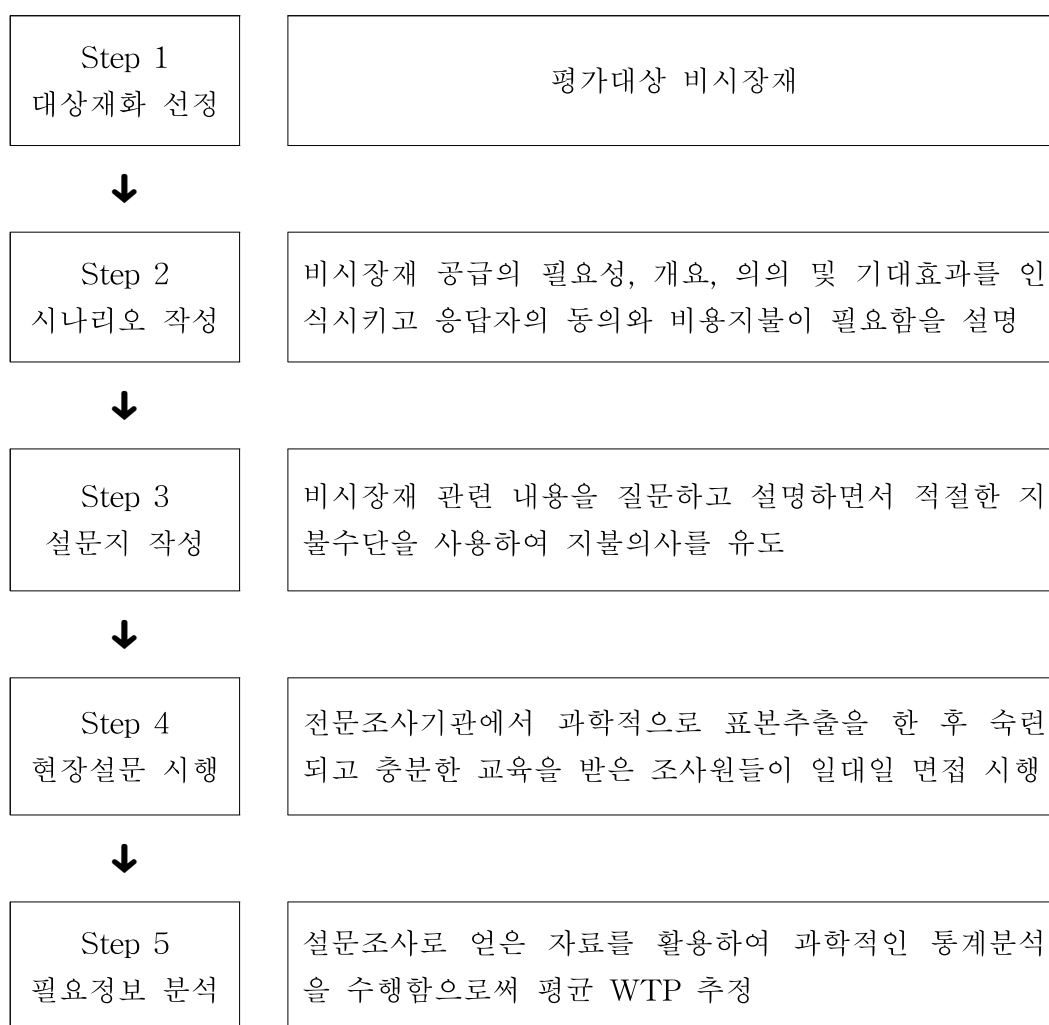 Step 1
대상재화 선정
평가대상 비시장재
Step 2
시나리오 작성
비시장재 공급의 필요성, 개요, 의의 및 기대효과를 인
식시키고 응답자의 동의와 비용지불이 필요함을 설명
Step 3
설문지 작성
비시장재 관련 내용을 질문하고 설명하면서 적절한 지
불수단을 사용하여 지불의사를 유도
Step 4
현장설문 시행
전문조사기관에서 과학적으로 표본추출을 한 후 숙련
되고 충분한 교육을 받은 조사원들이 일대일 면접 시행
Step 5
필요정보 분석
설문조사로 얻은 자료를 활용하여 과학적인 통계분석
을 수행함으로써 평균 WTP 추정